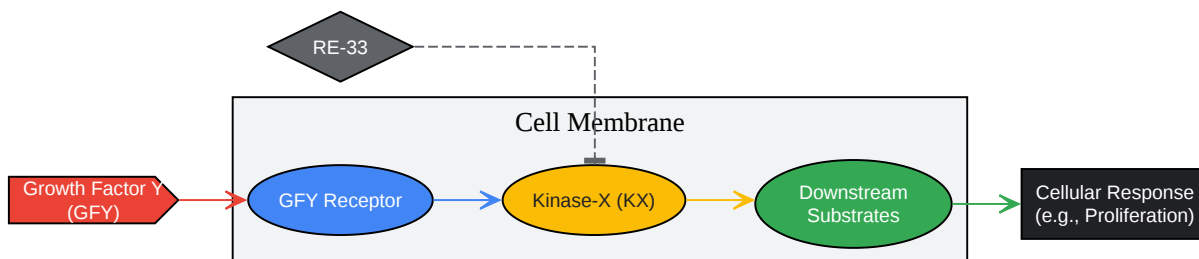 RE-33
Cell Membrane
Growth Factor Y
(GFY)
GFY Receptor
Kinase-X (KX)
Downstream
Substrates
Cellular Response
(e.g., Proliferation)